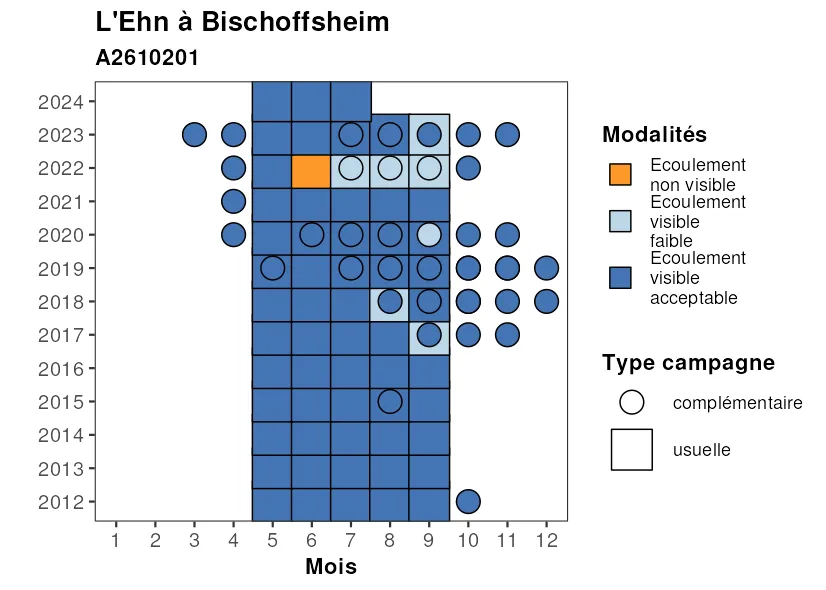 L'Ehn à Bischoffsheim
A2610201
2024
2023
2022
2021
2020
2019
2018
2017
2016
2015
2014
2013
2012
1 2 3 4 5 6 7 8 9 10 11 12
Mois
Modalités
Ecoulement
non visible
Ecoulement
visible
faible
Ecoulement
visible
acceptable
Type campagne
complémentaire
usuelle